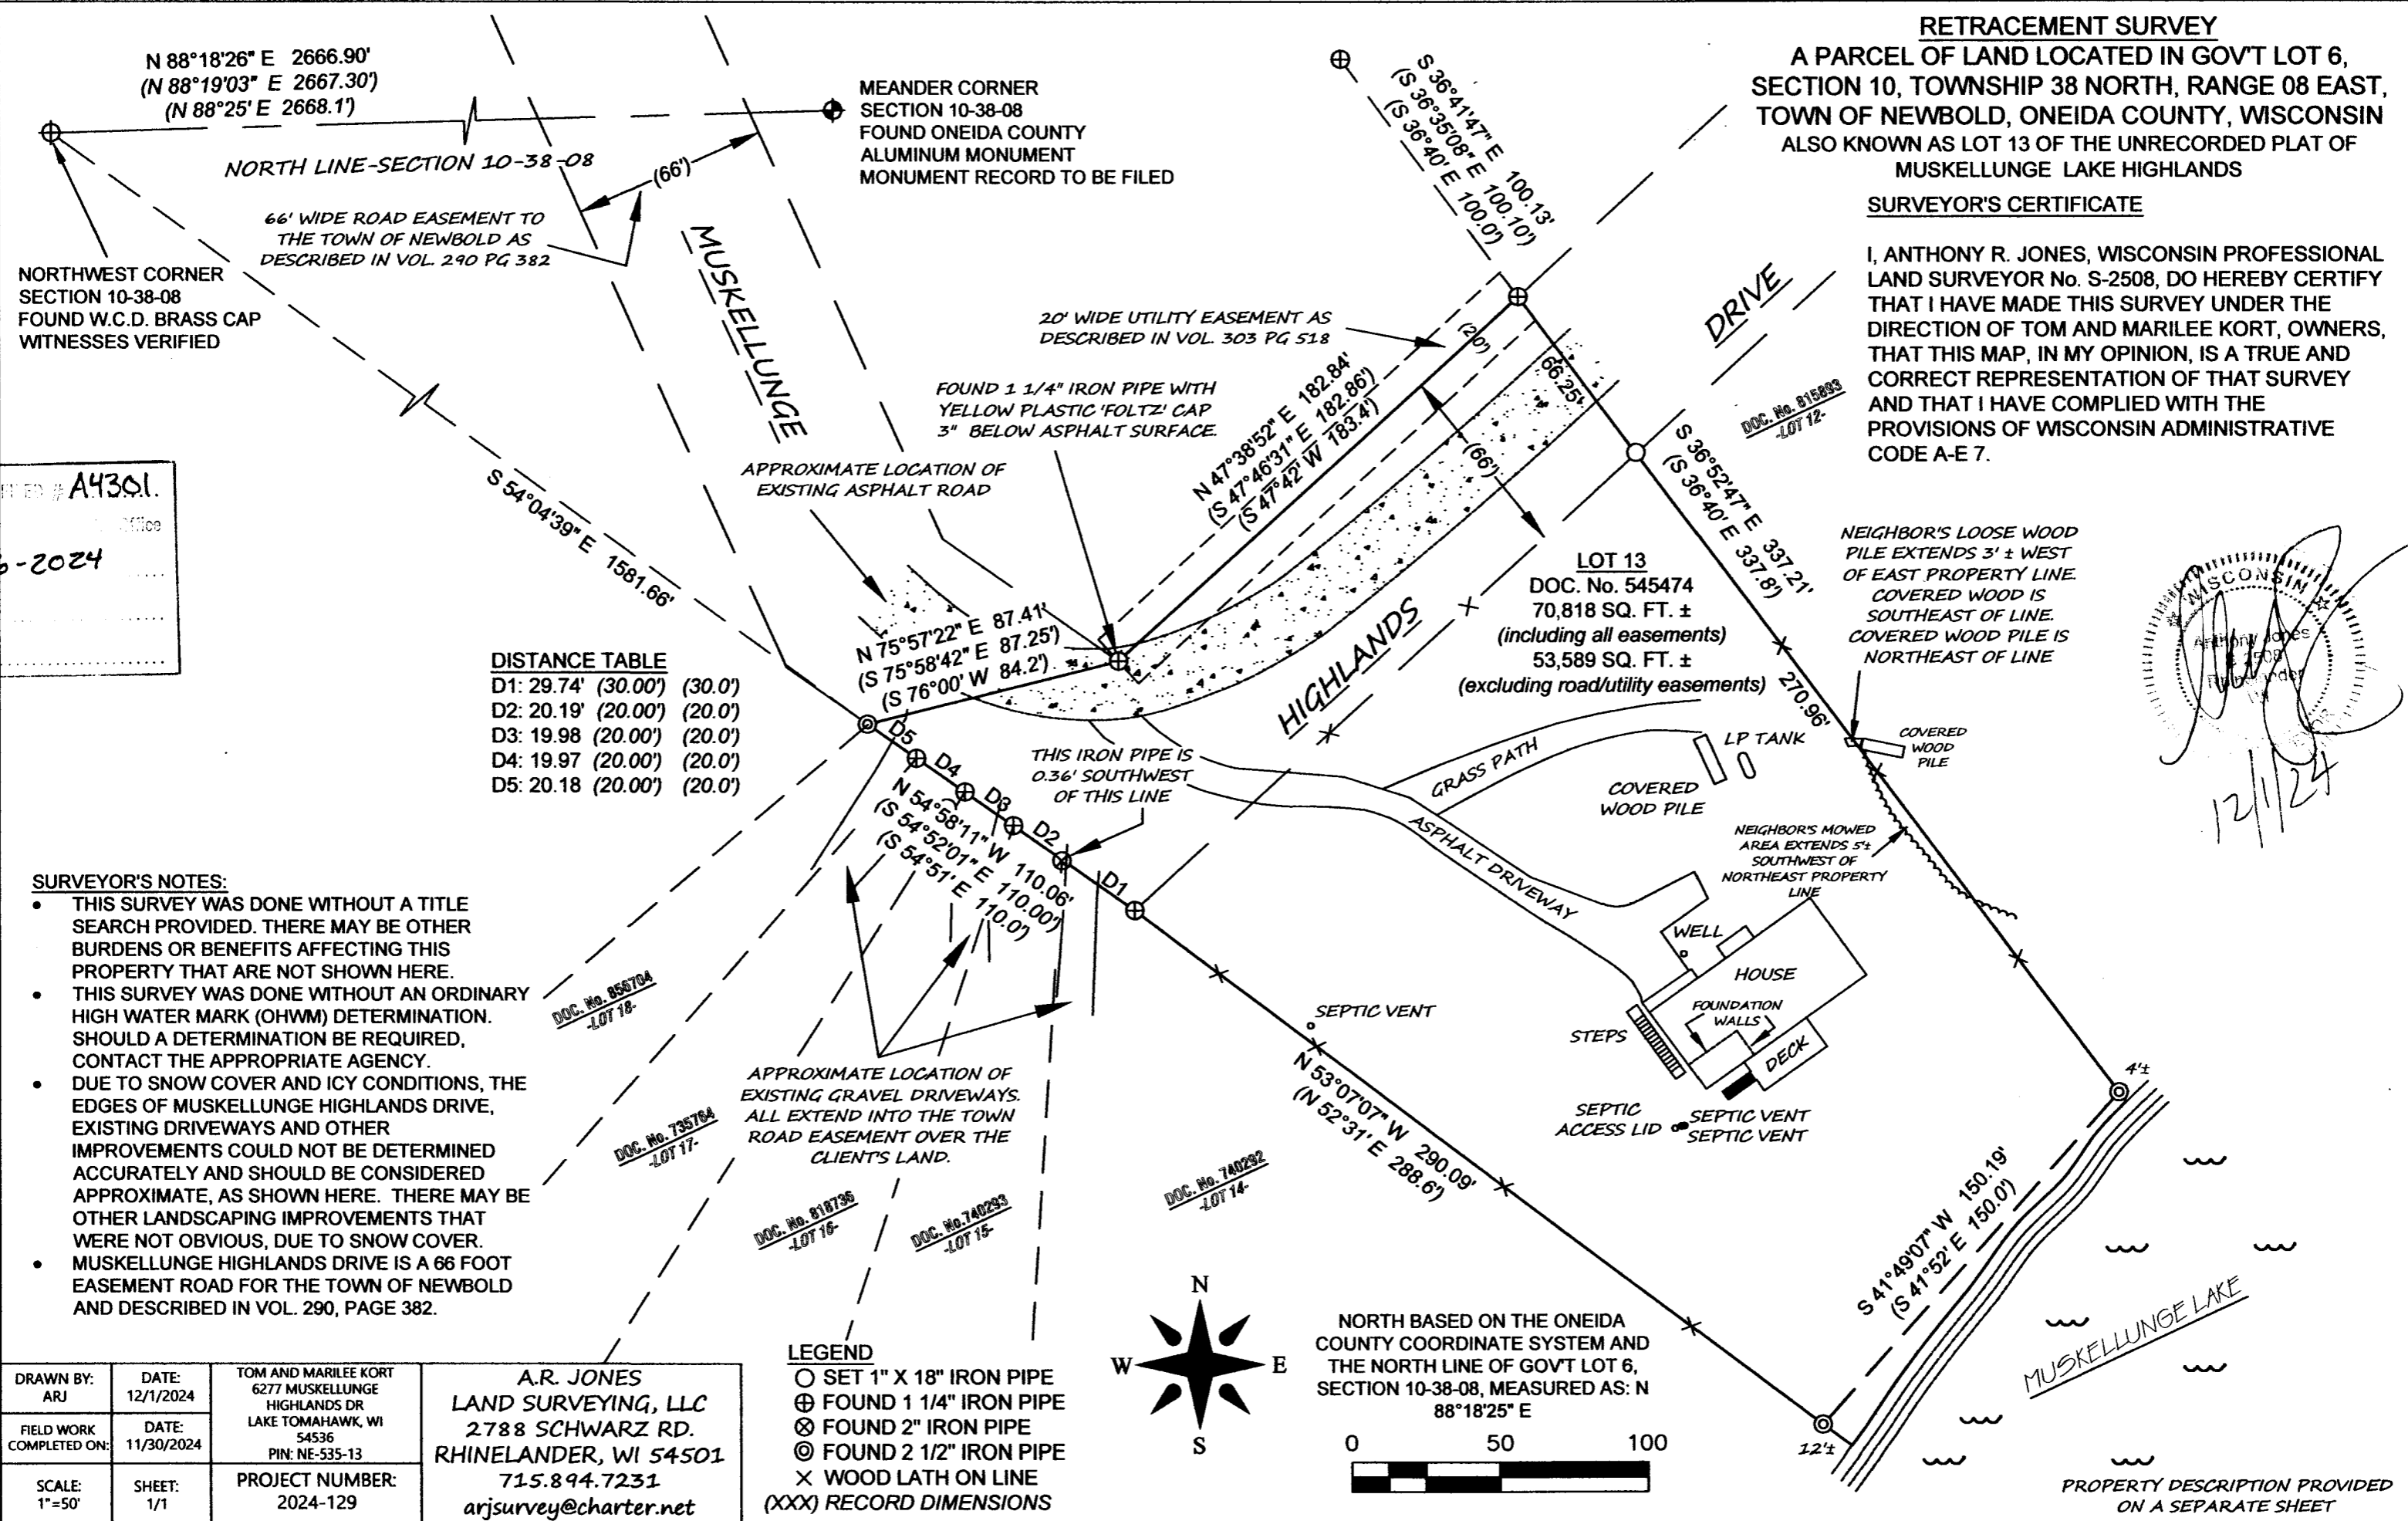 RETRACEMENT SURVEY
A PARCEL OF LAND LOCATED IN GOV'T LOT 6,
SECTION 10, TOWNSHIP 38 NORTH, RANGE 08 EAST,
TOWN OF NEWBOLD, ONEIDA COUNTY, WISCONSIN
ALSO KNOWN AS LOT 13 OF THE UNRECORDED PLAT OF
MUSKELLUNGE LAKE HIGHLANDS
SURVEYOR'S CERTIFICATE
I, ANTHONY R. JONES, WISCONSIN PROFESSIONAL
LAND SURVEYOR No. S-2508, DO HEREBY CERTIFY
THAT I HAVE MADE THIS SURVEY UNDER THE
DIRECTION OF TOM AND MARILEE KORT, OWNERS,
THAT THIS MAP, IN MY OPINION, IS A TRUE AND
CORRECT REPRESENTATION OF THAT SURVEY
AND THAT I HAVE COMPLIED WITH THE
PROVISIONS OF WISCONSIN ADMINISTRATIVE
CODE A-E 7.
N 88°18'26" E 2666.90'
(N 88°19'03" E 2667.30')
(N 88°25' E 2668.1')
NORTH LINE-SECTION 10-38-08
MEANDER CORNER
SECTION 10-38-08
FOUND ONEIDA COUNTY
ALUMINUM MONUMENT
MONUMENT RECORD TO BE FILED
(66')
66' WIDE ROAD EASEMENT TO
THE TOWN OF NEWBOLD AS
DESCRIBED IN VOL. 290 PG 382
NORTHWEST CORNER
SECTION 10-38-08
FOUND W.C.D. BRASS CAP
WITNESSES VERIFIED
MUSKELLUNGE
S 36°41'47" E 100.13'
(S 36°35'08" E 100.10')
(S 36°40' E 100.0')
DRIVE
20' WIDE UTILITY EASEMENT AS
DESCRIBED IN VOL. 303 PG 518
(20')
66.25'
FOUND 1 1/4" IRON PIPE WITH
YELLOW PLASTIC 'FOLTZ' CAP
3" BELOW ASPHALT SURFACE.
N 47°38'52" E 182.84'
(S 47°46'31" E 182.86')
(S 47°42' W 183.4')
(66')
DOC. No. 815893
-LOT 12-
APPROXIMATE LOCATION OF
EXISTING ASPHALT ROAD
S 54°04'39" E 1581.66'
A4301.
Office
-2024
S 36°52'47" E 337.21'
(S 36°40' E 337.8')
270.96'
NEIGHBOR'S LOOSE WOOD
PILE EXTENDS 3' ± WEST
OF EAST PROPERTY LINE.
COVERED WOOD IS
SOUTHEAST OF LINE.
COVERED WOOD PILE IS
NORTHEAST OF LINE
LOT 13
DOC. No. 545474
70,818 SQ. FT. ±
(including all easements)
53,589 SQ. FT. ±
(excluding road/utility easements)
WISCONSIN
Anthony Jones
12/1/24
N 75°57'22" E 87.41'
(S 75°58'42" E 87.25')
(S 76°00' W 84.2')
HIGHLANDS
DISTANCE TABLE
D1: 29.74' (30.00') (30.0')
D2: 20.19' (20.00') (20.0')
D3: 19.98 (20.00') (20.0')
D4: 19.97 (20.00') (20.0')
D5: 20.18 (20.00') (20.0')
D5
D4
D3
D2
D1
N 54°58'11" W 110.06'
(S 54°52'01" E 110.00')
(S 54°51' E 110.0')
THIS IRON PIPE IS
0.36' SOUTHWEST
OF THIS LINE
GRASS PATH
ASPHALT DRIVEWAY
LP TANK
COVERED
WOOD PILE
COVERED
WOOD
PILE
NEIGHBOR'S MOWED
AREA EXTENDS 5'±
SOUTHWEST OF
NORTHEAST PROPERTY
LINE
WELL
HOUSE
FOUNDATION
WALLS
DECK
STEPS
SEPTIC VENT
SEPTIC
ACCESS LID
SEPTIC VENT
SEPTIC VENT
SURVEYOR'S NOTES:
• THIS SURVEY WAS DONE WITHOUT A TITLE
SEARCH PROVIDED. THERE MAY BE OTHER
BURDENS OR BENEFITS AFFECTING THIS
PROPERTY THAT ARE NOT SHOWN HERE.
• THIS SURVEY WAS DONE WITHOUT AN ORDINARY
HIGH WATER MARK (OHWM) DETERMINATION.
SHOULD A DETERMINATION BE REQUIRED,
CONTACT THE APPROPRIATE AGENCY.
• DUE TO SNOW COVER AND ICY CONDITIONS, THE
EDGES OF MUSKELLUNGE HIGHLANDS DRIVE,
EXISTING DRIVEWAYS AND OTHER
IMPROVEMENTS COULD NOT BE DETERMINED
ACCURATELY AND SHOULD BE CONSIDERED
APPROXIMATE, AS SHOWN HERE. THERE MAY BE
OTHER LANDSCAPING IMPROVEMENTS THAT
WERE NOT OBVIOUS, DUE TO SNOW COVER.
• MUSKELLUNGE HIGHLANDS DRIVE IS A 66 FOOT
EASEMENT ROAD FOR THE TOWN OF NEWBOLD
AND DESCRIBED IN VOL. 290, PAGE 382.
DOC. No. 856704
-LOT 18-
DOC. No. 735764
-LOT 17-
DOC. No. 818736
-LOT 16-
DOC. No.740293
-LOT 15-
DOC. No. 740292
-LOT 14-
APPROXIMATE LOCATION OF
EXISTING GRAVEL DRIVEWAYS.
ALL EXTEND INTO THE TOWN
ROAD EASEMENT OVER THE
CLIENT'S LAND.
N 53°07'07" W 290.09'
(N 52°31' E 288.6')
4'±
12'±
S 41°49'07" W 150.19'
(S 41°52' E 150.0')
MUSKELLUNGE LAKE
DRAWN BY:
ARJ
DATE:
12/1/2024
FIELD WORK
COMPLETED ON:
DATE:
11/30/2024
SCALE:
1"=50'
SHEET:
1/1
TOM AND MARILEE KORT
6277 MUSKELLUNGE
HIGHLANDS DR
LAKE TOMAHAWK, WI
54536
PIN: NE-535-13
PROJECT NUMBER:
2024-129
A.R. JONES
LAND SURVEYING, LLC
2788 SCHWARZ RD.
RHINELANDER, WI 54501
715.894.7231
arjsurvey@charter.net
LEGEND
SET 1" X 18" IRON PIPE
FOUND 1 1/4" IRON PIPE
FOUND 2" IRON PIPE
FOUND 2 1/2" IRON PIPE
WOOD LATH ON LINE
(XXX) RECORD DIMENSIONS
N
W
E
S
NORTH BASED ON THE ONEIDA
COUNTY COORDINATE SYSTEM AND
THE NORTH LINE OF GOV'T LOT 6,
SECTION 10-38-08, MEASURED AS: N
88°18'25" E
0 50 100
PROPERTY DESCRIPTION PROVIDED
ON A SEPARATE SHEET